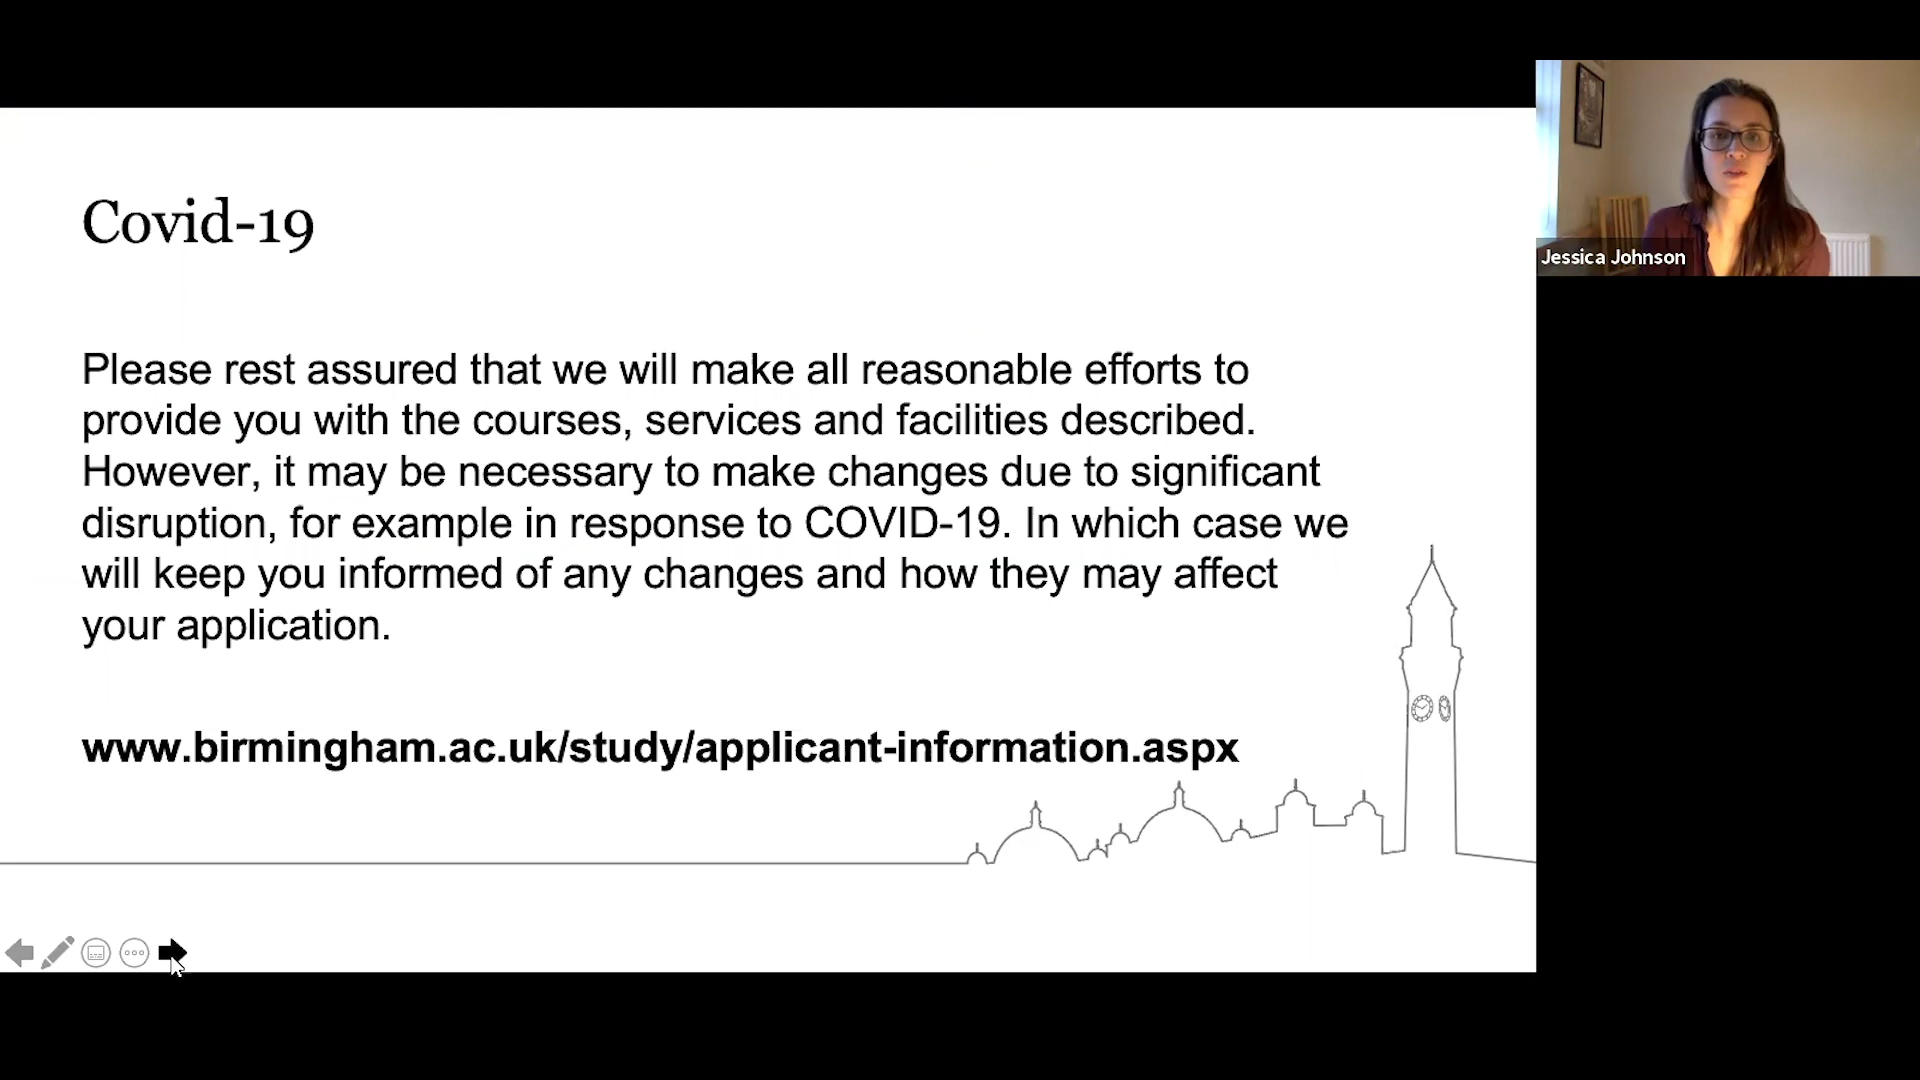 Covid-19
Please rest assured that we will make all reasonable efforts to
provide you with the courses, services and facilities described.
However, it may be necessary to make changes due to significant
disruption, for example in response to COVID-19. In which case we
will keep you informed of any changes and how they may affect
your application.
www.birmingham.ac.uk/study/applicant-information.aspx
Jessica Johnson